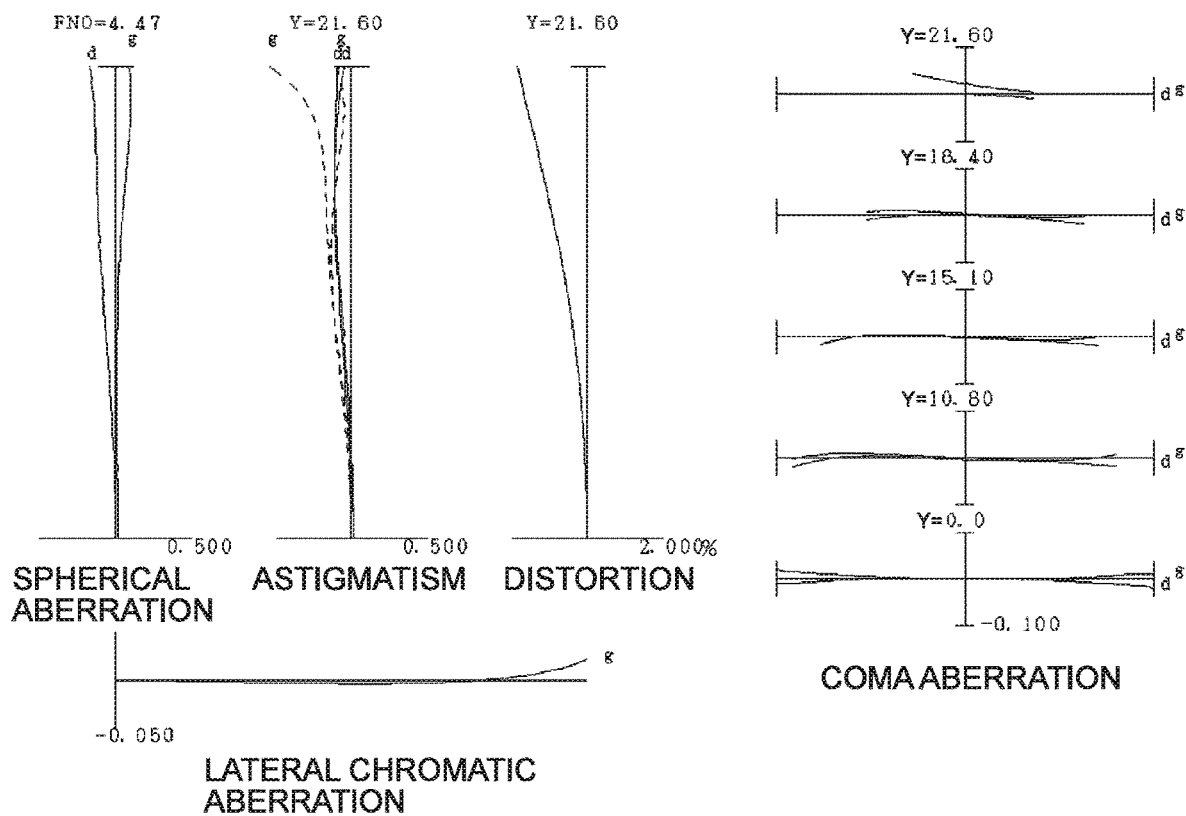 FNO=4.47
d
g
SPHERICAL
ABERRATION
0.500
Y=21.60
g
g
dd
0.500
ASTIGMATISM
Y=21.60
2.000%
DISTORTION
g
-0.050
LATERAL CHROMATIC
ABERRATION
Y=21.60
d g
Y=18.40
d g
Y=15.10
d g
Y=10.80
d g
Y=0.0
d g
-0.100
COMA ABERRATION